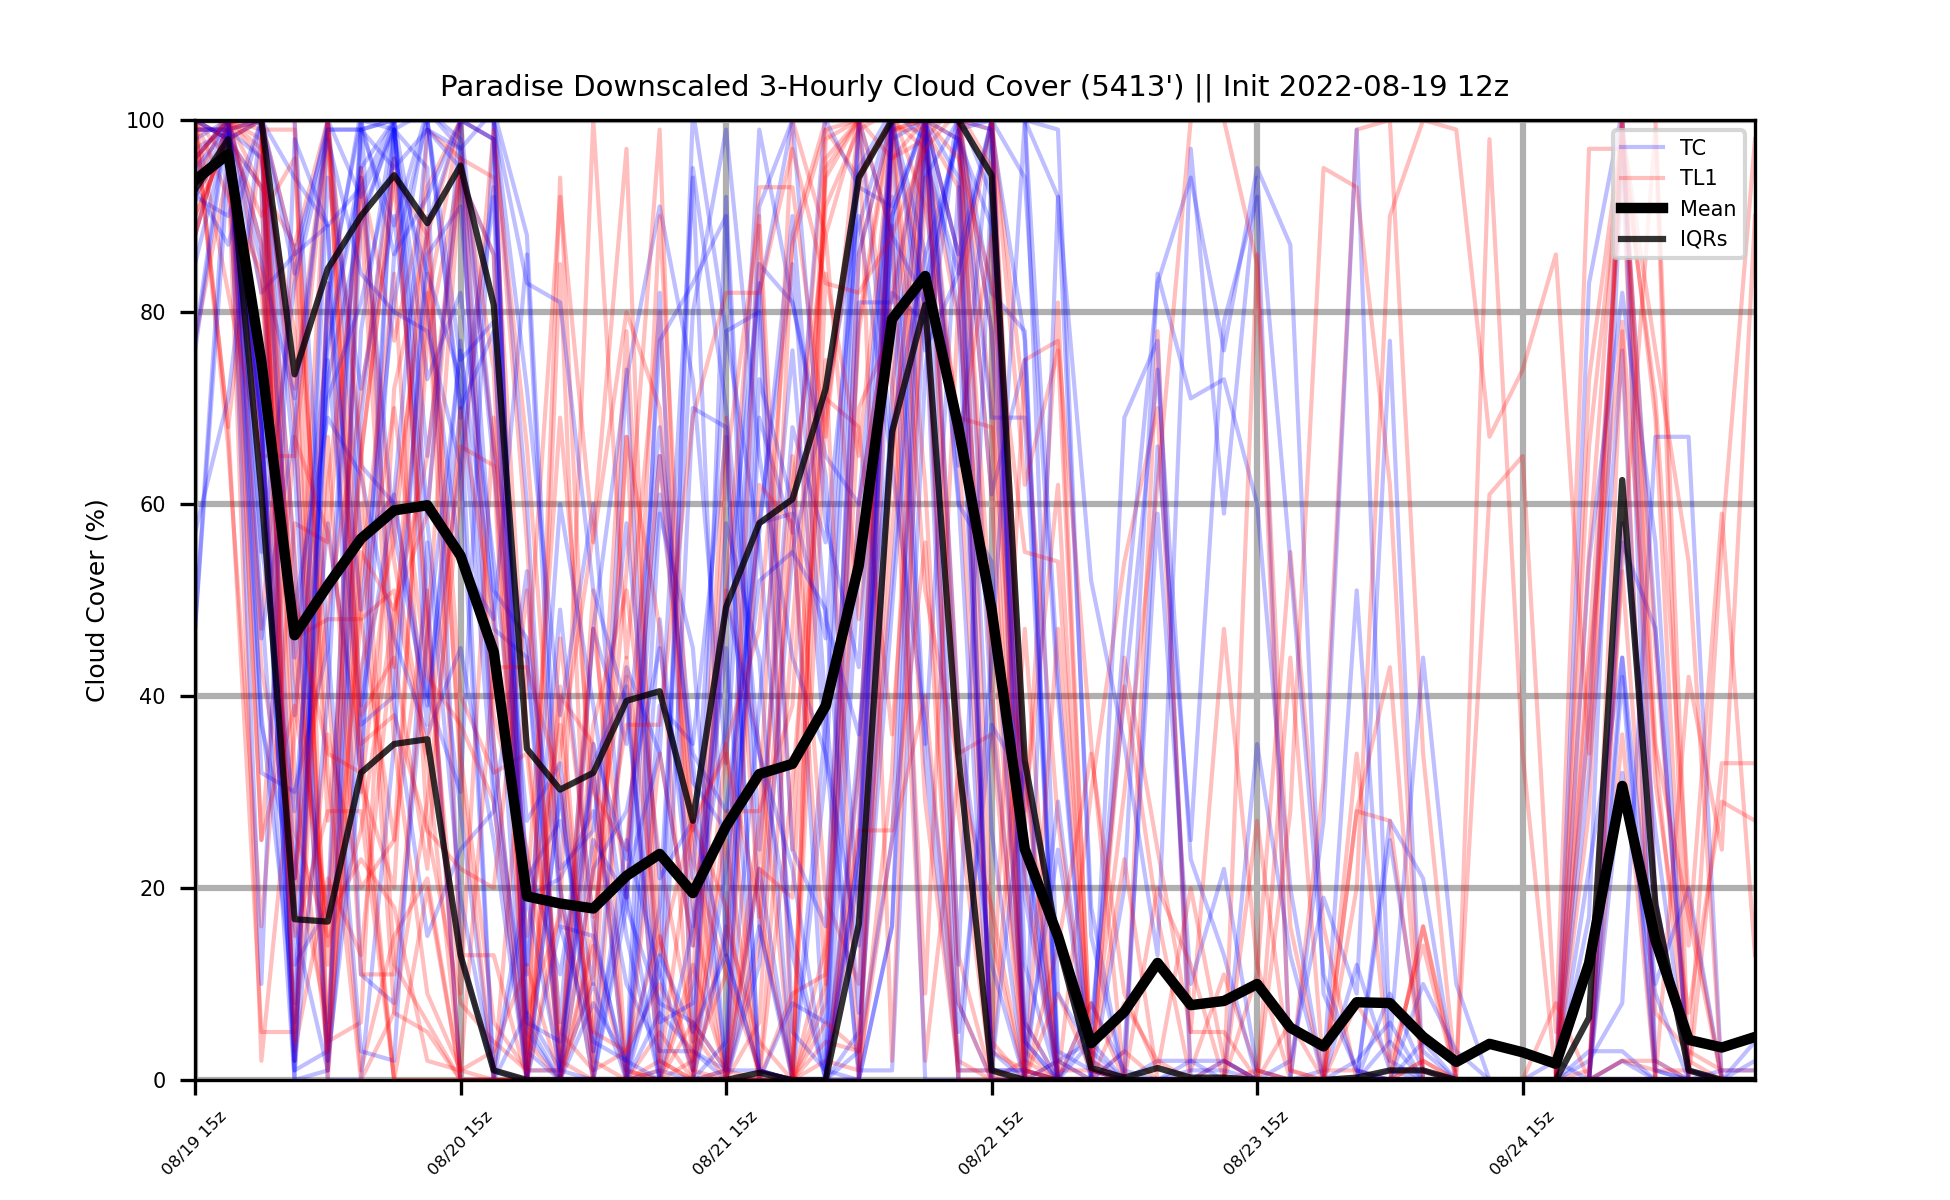 Paradise Downscaled 3-Hourly Cloud Cover (5413') || Init 2022-08-19 12z
100
80
60
40
20
0
Cloud Cover (%)
TC
TL1
Mean
IQRs
08/19 15z
08/20 15z
08/21 15z
08/22 15z
08/23 15z
08/24 15z